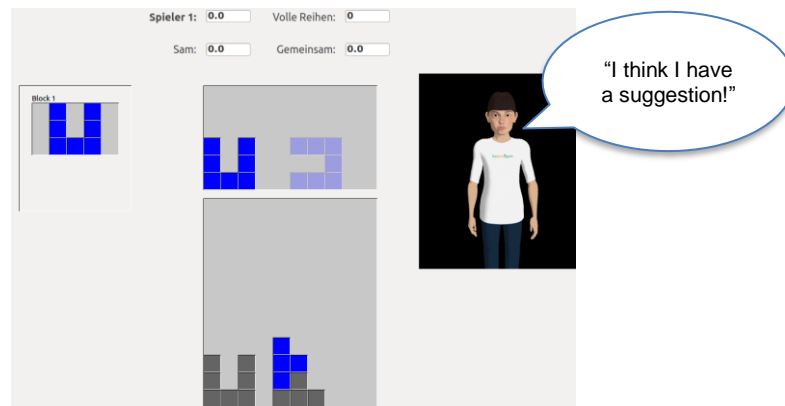 Spieler 1: 0.0 Volle Reihen: 0
Sam: 0.0 Gemeinsam: 0.0
Block 1
“I think I have
a suggestion!”